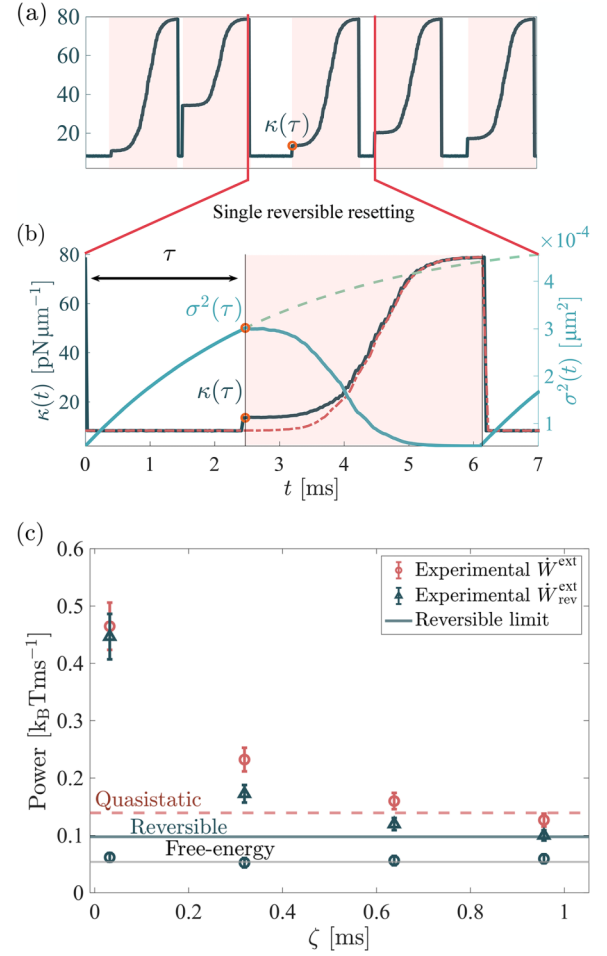 (a)
80
60
40
20
κ(τ)
Single reversible resetting
(b)
×10⁻⁴
80
60
40
20
κ(t) [pNμm⁻¹]
τ
σ²(τ)
κ(τ)
4
3
2
1
σ²(t) [μm²]
0 1 2 3 4 5 6 7
t [ms]
(c)
0.6
0.5
0.4
0.3
0.2
0.1
0
Power [k_BTms⁻¹]
Experimental Ẇ^ext
Experimental Ẇ^ext_rev
Reversible limit
Quasistatic
Reversible
Free-energy
0 0.2 0.4 0.6 0.8 1
ζ [ms]